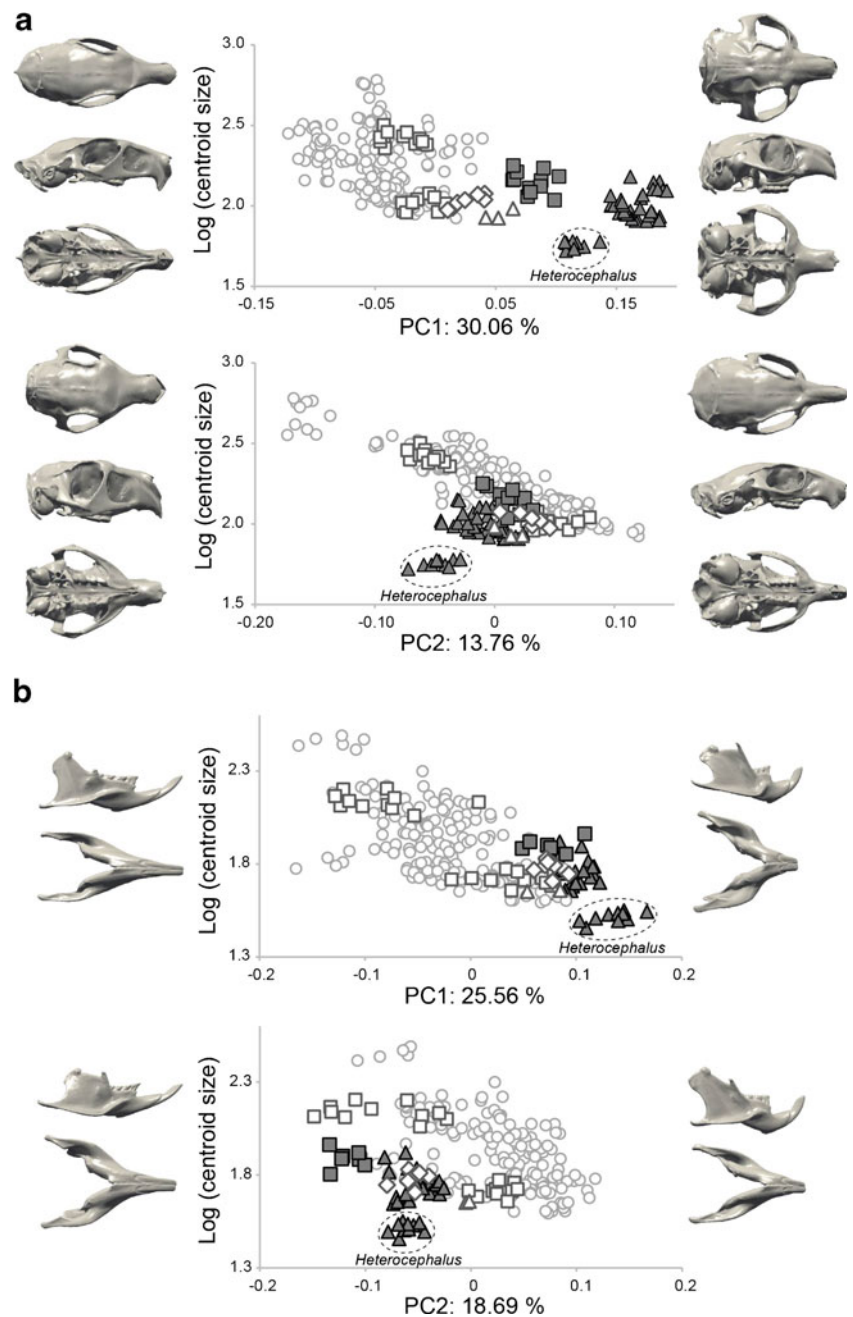 a
Log (centroid size)
3.0
2.5
2.0
1.5
Heterocephalus
-0.15
-0.05
0.05
0.15
PC1: 30.06 %
Log (centroid size)
3.0
2.5
2.0
1.5
Heterocephalus
-0.20
-0.10
0
0.10
PC2: 13.76 %
b
Log (centroid size)
2.3
1.8
1.3
Heterocephalus
-0.2
-0.1
0
0.1
0.2
PC1: 25.56 %
Log (centroid size)
2.3
1.8
1.3
Heterocephalus
-0.2
-0.1
0
0.1
0.2
PC2: 18.69 %